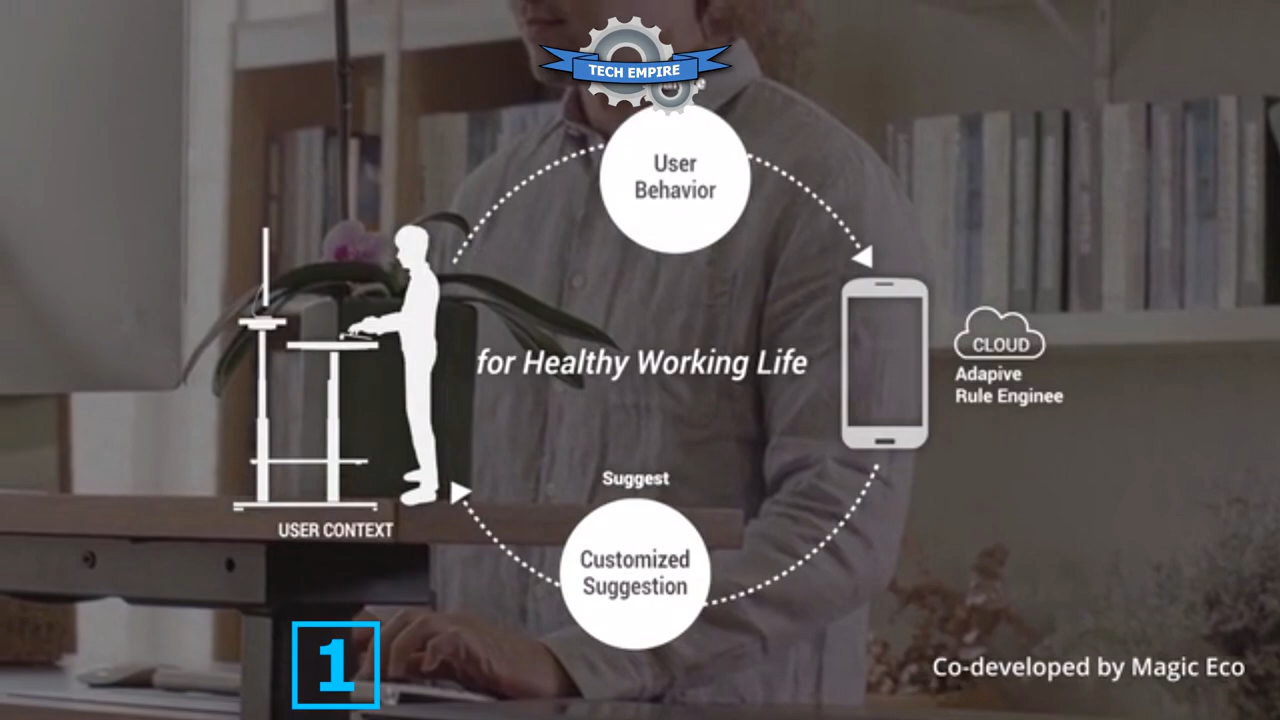 TECH EMPIRE
User
Behavior
CLOUD
Adapive
Rule Enginee
for Healthy Working Life
Suggest
USER CONTEXT
Customized
Suggestion
1
Co-developed by Magic Eco